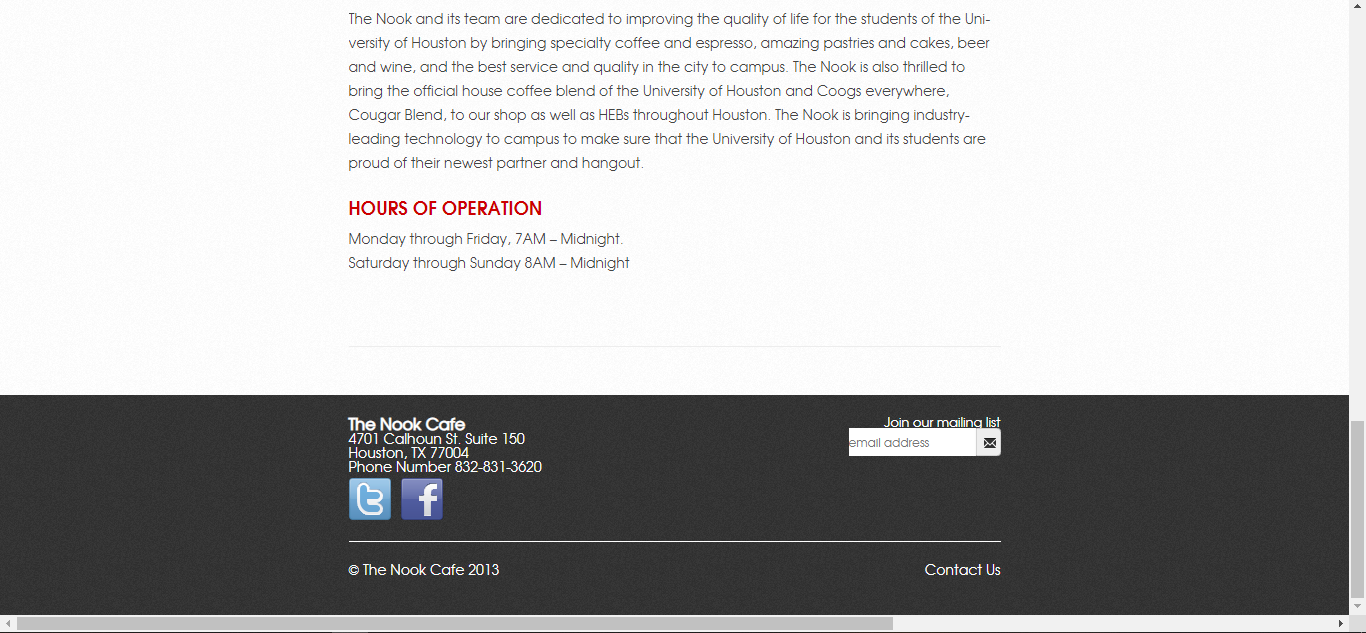 The Nook and its team are dedicated to improving the quality of life for the students of the Uni-
versity of Houston by bringing specialty coffee and espresso, amazing pastries and cakes, beer
and wine, and the best service and quality in the city to campus. The Nook is also thrilled to
bring the official house coffee blend of the University of Houston and Coogs everywhere,
Cougar Blend, to our shop as well as HEBs throughout Houston. The Nook is bringing industry-
leading technology to campus to make sure that the University of Houston and its students are
proud of their newest partner and hangout.
HOURS OF OPERATION
Monday through Friday, 7AM – Midnight.
Saturday through Sunday 8AM – Midnight
The Nook Cafe
4701 Calhoun St. Suite 150
Houston, TX 77004
Phone Number 832-831-3620
Join our mailing list
email address
© The Nook Cafe 2013
Contact Us